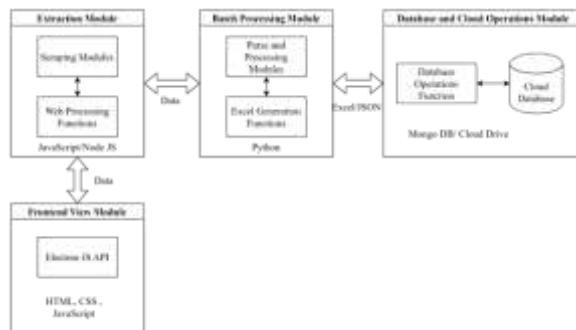 Extraction Module
Scraping Modules
Web Processing
Functions
JavaScript/Node JS
Data
Batch Processing Module
Parse and
Processing
Modules
Excel Generation
Functions
Python
Excel/JSON
Database and Cloud Operations Module
Database
Operations
Function
Cloud
Database
Mongo DB/ Cloud Drive
Data
Frontend View Module
Electron JS API
HTML, CSS ,
JavaScript